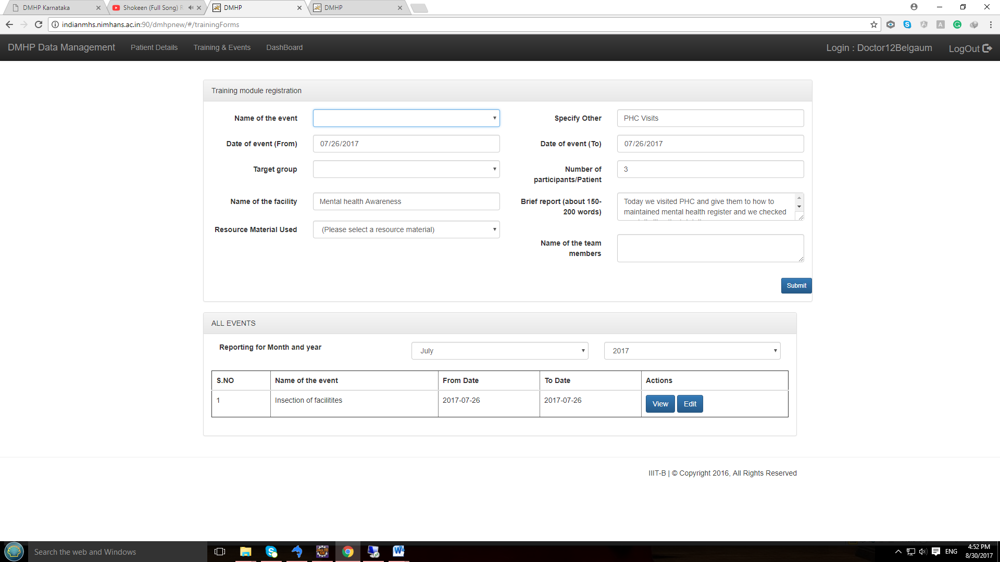 DMHP Karnataka
Shokeen (Full Song) R
DMHP
DMHP
indianmhs.nimhans.ac.in:90/dmhpnew/#/trainingForms
DMHP Data Management Patient Details Training & Events DashBoard Login : Doctor12Belgaum LogOut
Training module registration
Name of the event
Specify Other PHC Visits
Date of event (From) 07/26/2017
Date of event (To) 07/26/2017
Target group
Number of participants/Patient 3
Name of the facility Mental health Awareness
Brief report (about 150-
200 words)
Today we visited PHC and give them to how to
maintained mental health register and we checked
Resource Material Used (Please select a resource material)
Name of the team
members
Submit
ALL EVENTS
Reporting for Month and year July 2017
S.NO Name of the event From Date To Date Actions
1 Insection of facilitites 2017-07-26 2017-07-26 View Edit
IIIT-B | © Copyright 2016, All Rights Reserved
Search the web and Windows
ENG
4:52 PM
8/30/2017